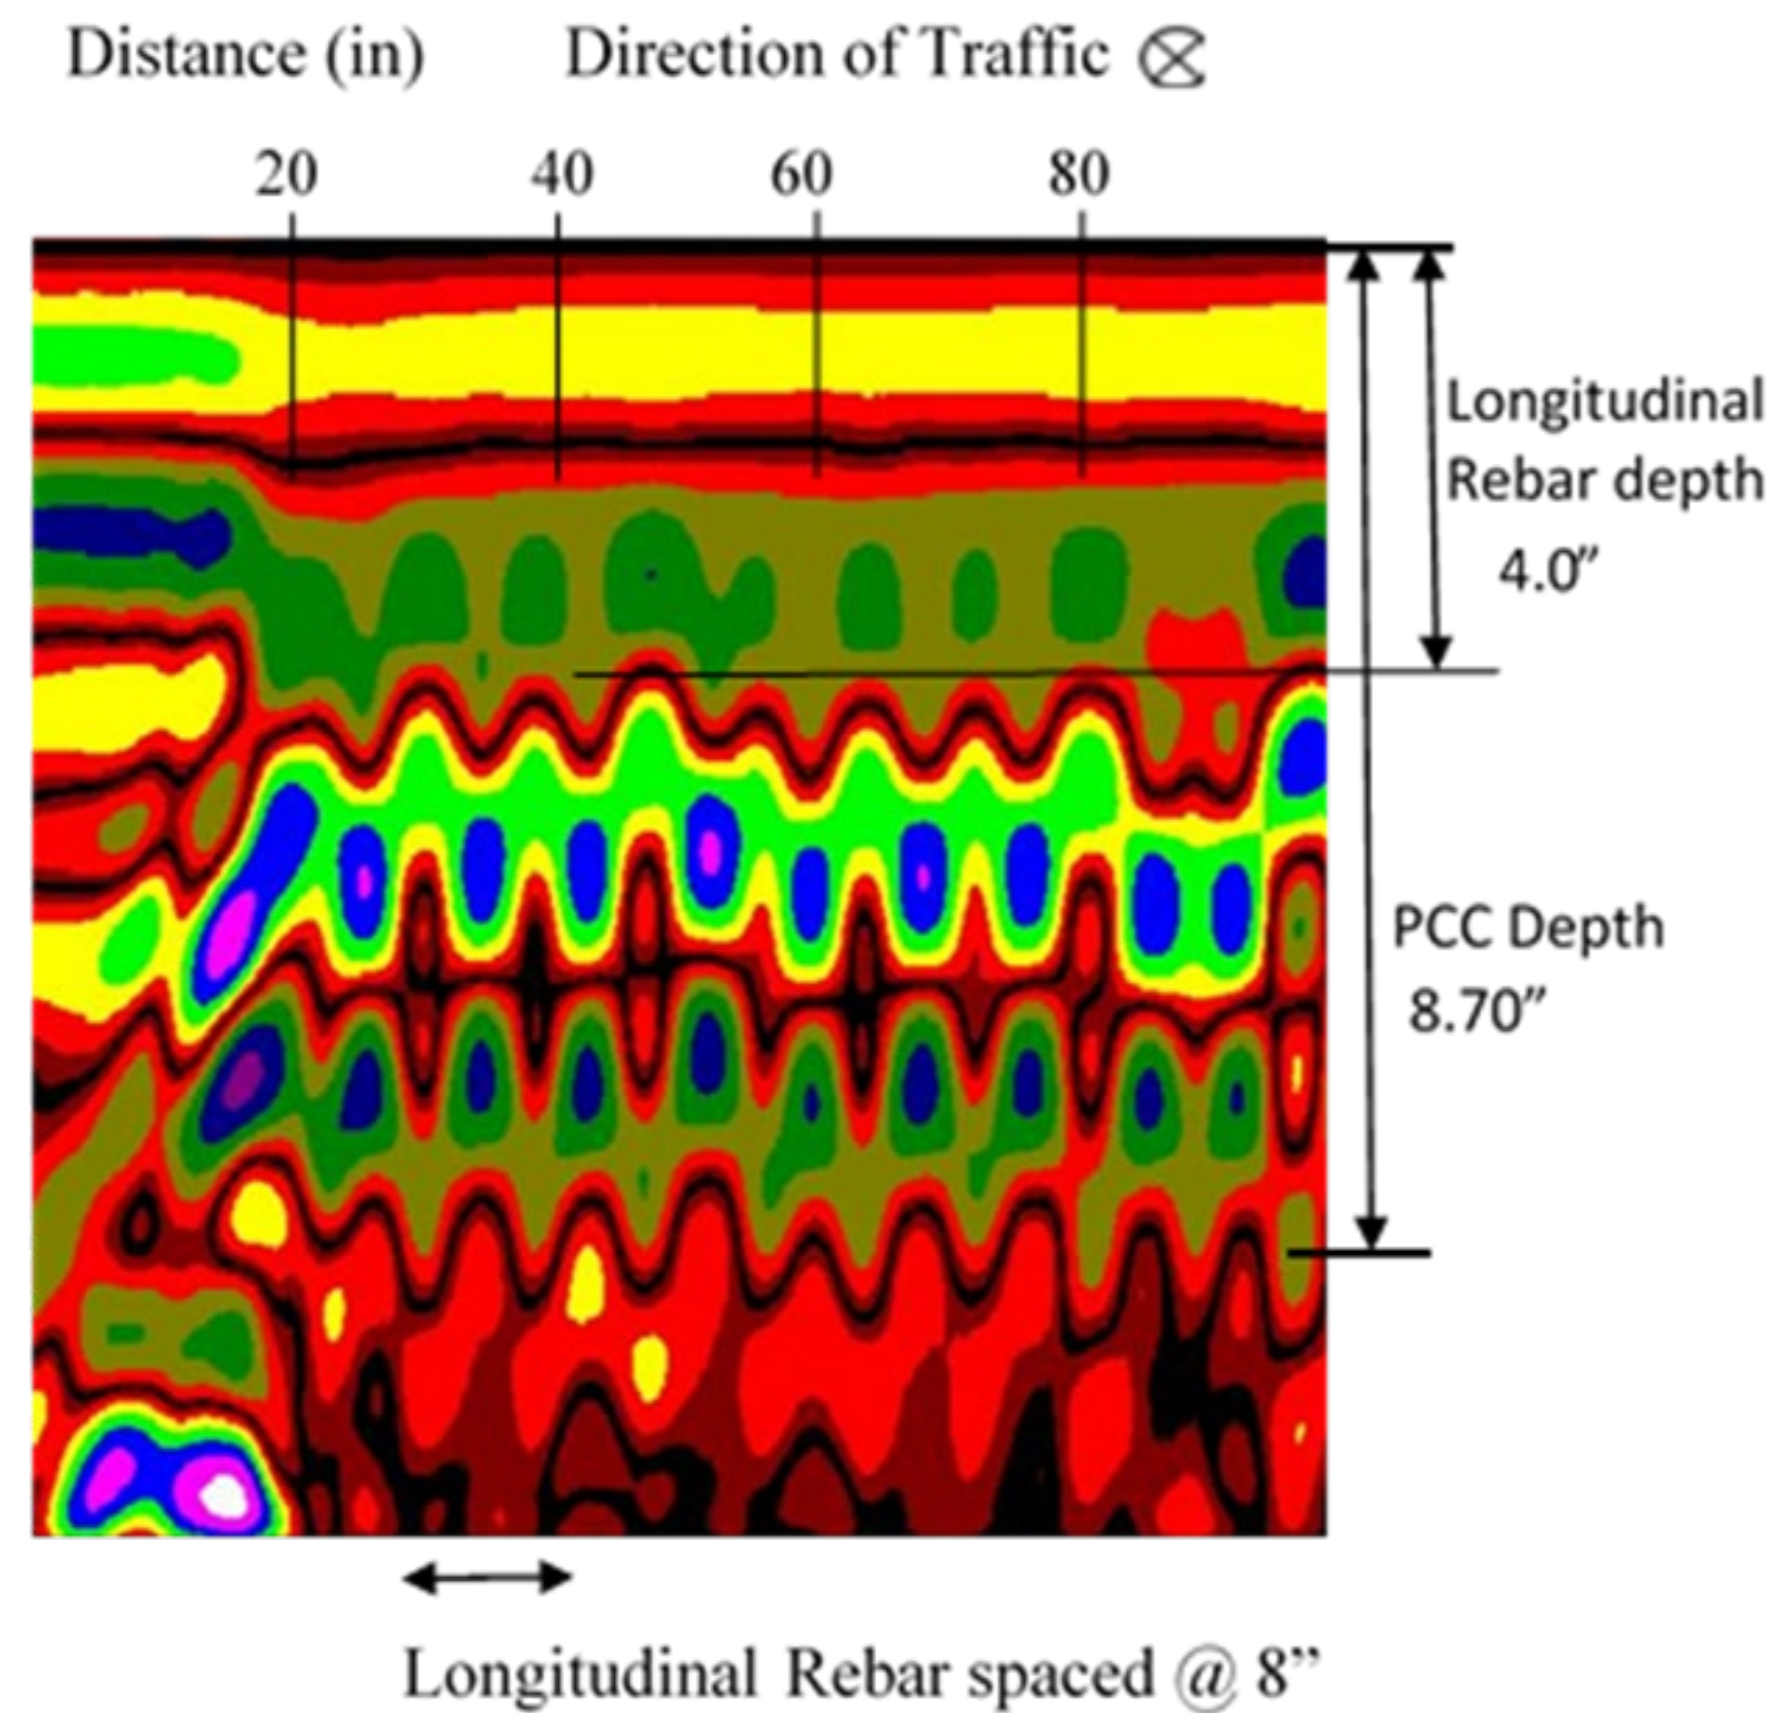 Distance (in) Direction of Traffic ⊗
20 40 60 80
Longitudinal
Rebar depth
4.0”
PCC Depth
8.70”
Longitudinal Rebar spaced @ 8”